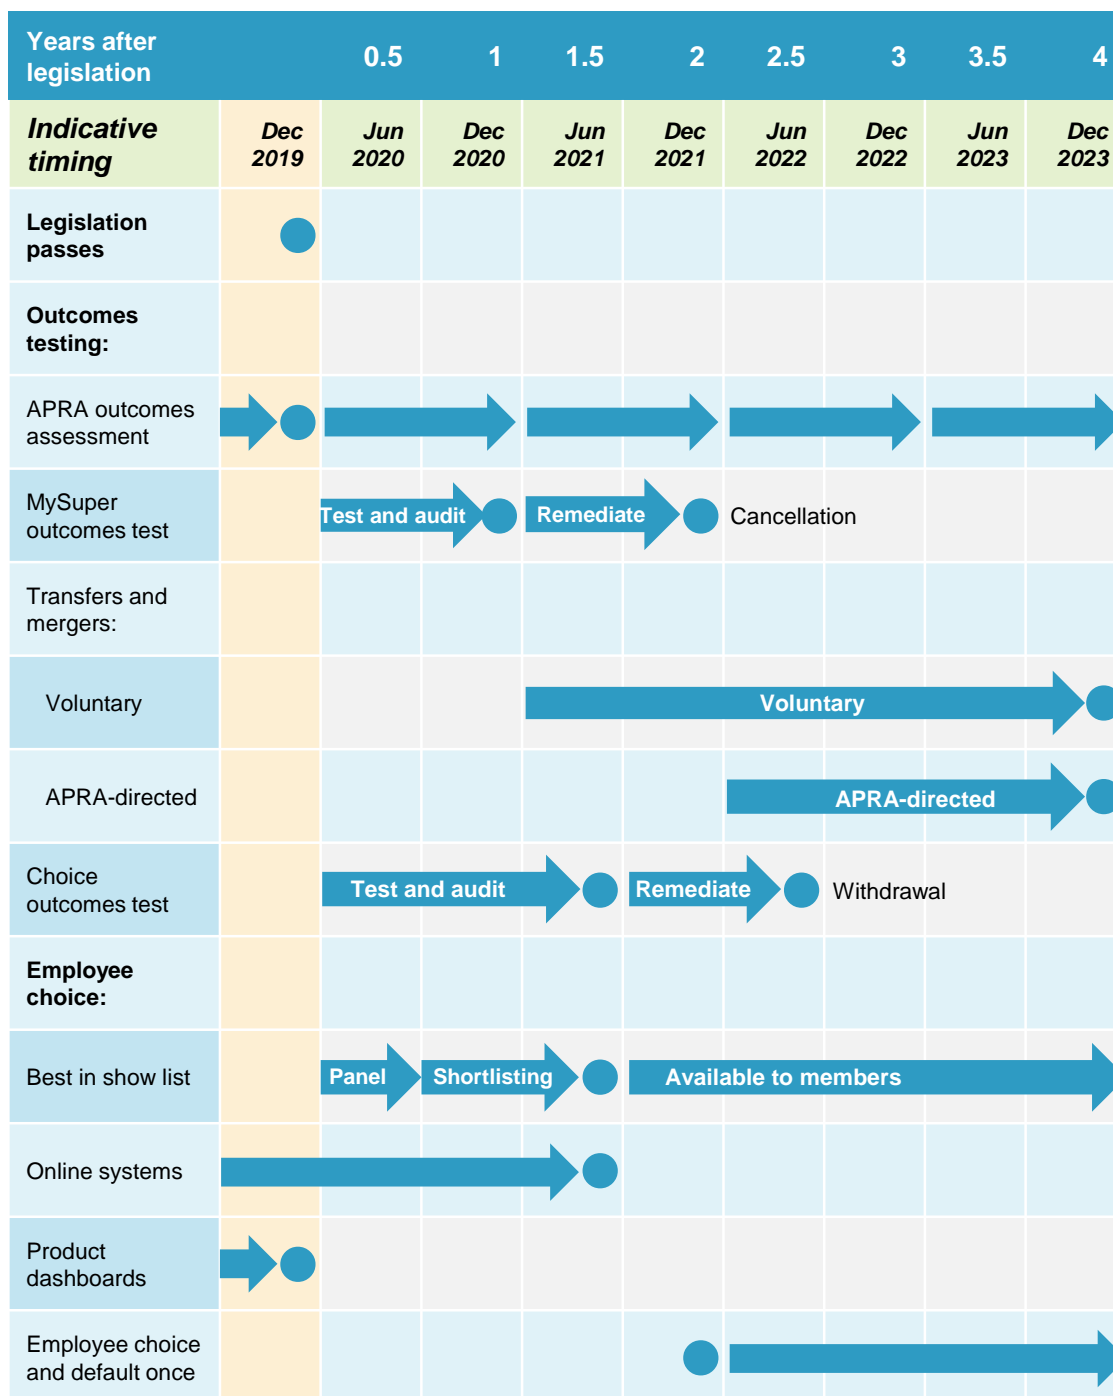 Years after
legislation
0.5 1 1.5 2 2.5 3 3.5 4
Indicative
timing
Dec
2019
Jun
2020
Dec
2020
Jun
2021
Dec
2021
Jun
2022
Dec
2022
Jun
2023
Dec
2023
Legislation
passes
Outcomes
testing:
APRA outcomes
assessment
MySuper
outcomes test
Test and audit
Remediate
Cancellation
Transfers and
mergers:
Voluntary
Voluntary
APRA-directed
APRA-directed
Choice
outcomes test
Test and audit
Remediate
Withdrawal
Employee
choice:
Best in show list
Panel
Shortlisting
Available to members
Online systems
Product
dashboards
Employee choice
and default once